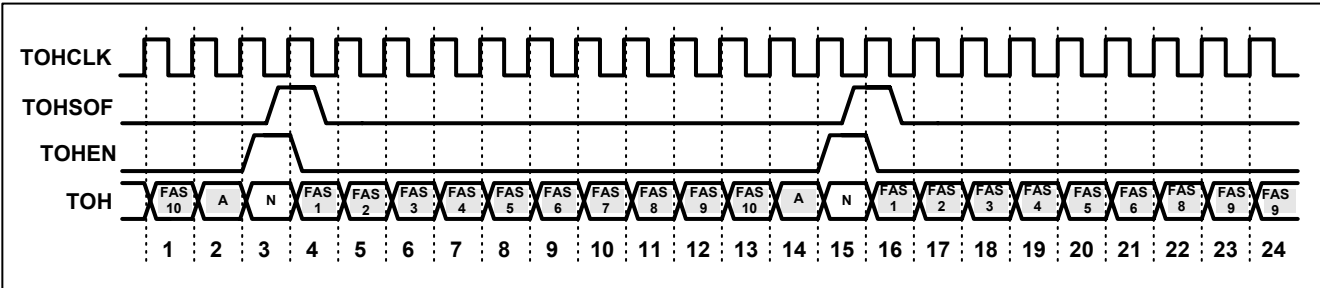 TOHCLK
TOHSOF
TOHEN
TOH FAS 10 A N FAS 1 FAS 2 FAS 3 FAS 4 FAS 5 FAS 6 FAS 7 FAS 8 FAS 9 FAS 10 A N FAS 1 FAS 2 FAS 3 FAS 4 FAS 5 FAS 6 FAS 8 FAS 9 FAS 9
1 2 3 4 5 6 7 8 9 10 11 12 13 14 15 16 17 18 19 20 21 22 23 24